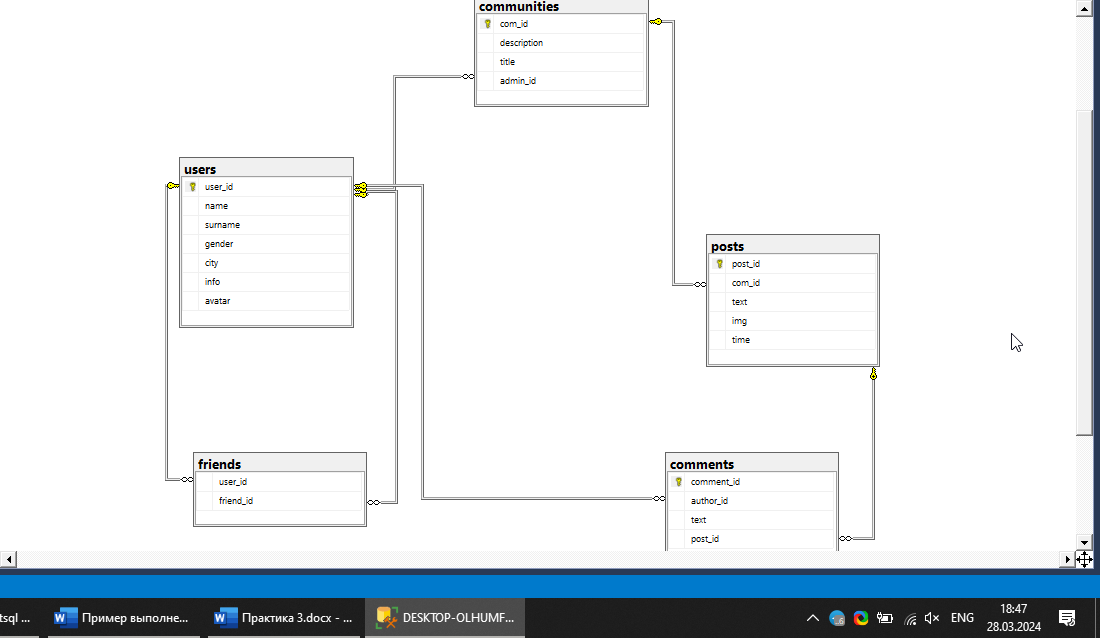 communities
com_id
description
title
admin_id
users
user_id
name
surname
gender
city
info
avatar
posts
post_id
com_id
text
img
time
friends
user_id
friend_id
comments
comment_id
author_id
text
post_id
tsql ...
Пример выполне...
Практика 3.docx - ...
DESKTOP-OLHUMF...
ENG
18:47
28.03.2024